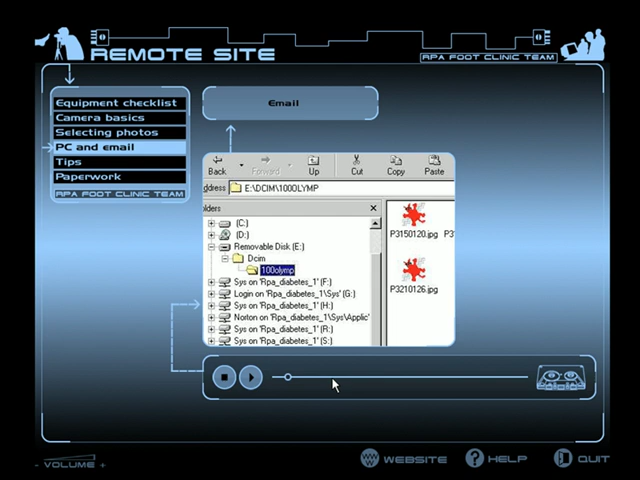 REMOTE SITE
RPA FOOT CLINIC TEAM
Equipment checklist
Camera basics
Selecting photos
PC and email
Tips
Paperwork
RPA FOOT CLINIC TEAM
Email
Back
Forward
Up
Cut
Copy
Paste
ddress E:\DCIM\100OLYMP
lders
(C:)
(D:)
Removable Disk (E:)
Dcim
100olymp
Sys on 'Rpa_diabetes_1' (F:)
Login on 'Rpa_diabetes_1\Sys' (G:)
Sys on 'Rpa_diabetes_1' (H:)
Norton on 'Rpa_diabetes_1\Sys\Applic'
Sys on 'Rpa_diabetes_1' (R:)
Sys on 'Rpa_diabetes_1' (S:)
P3150120.jpg P3
P3210126.jpg
- VOLUME +
WEBSITE
HELP
QUIT